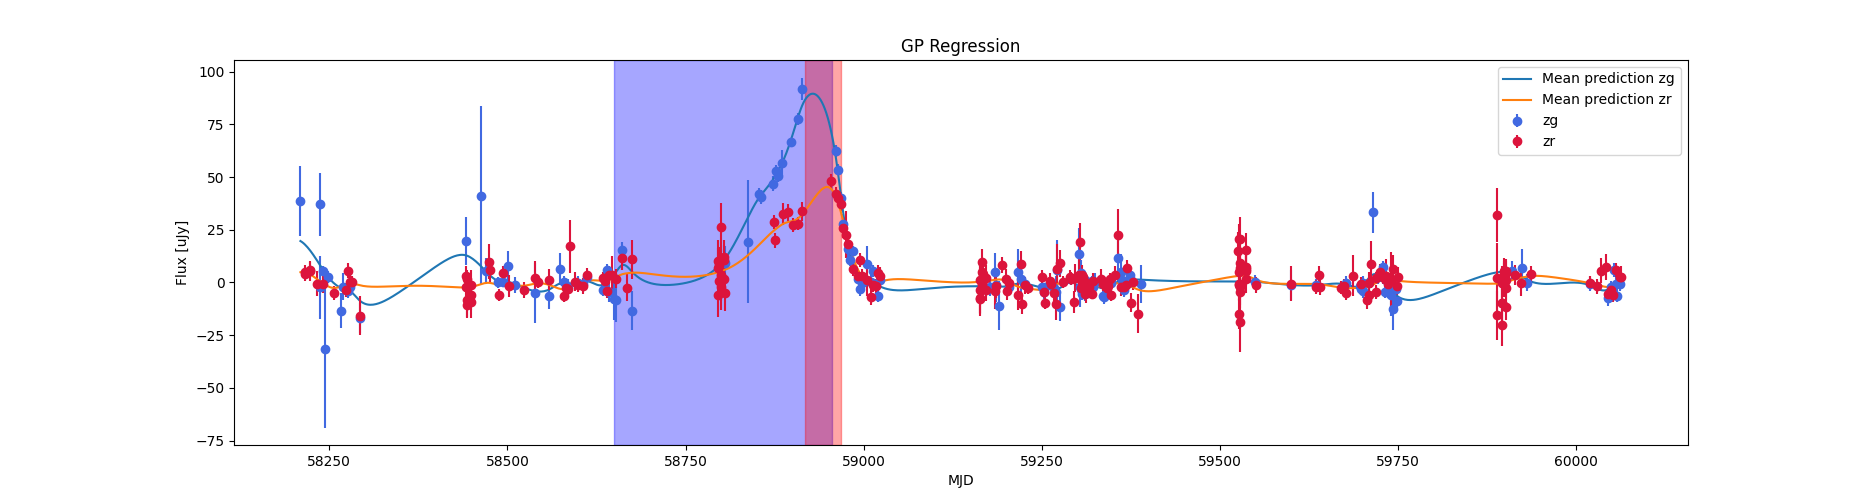 GP Regression
Flux [uJy]
100
75
50
25
0
−25
−50
−75
Mean prediction zg
Mean prediction zr
zg
zr
58250
58500
58750
59000
59250
59500
59750
60000
MJD